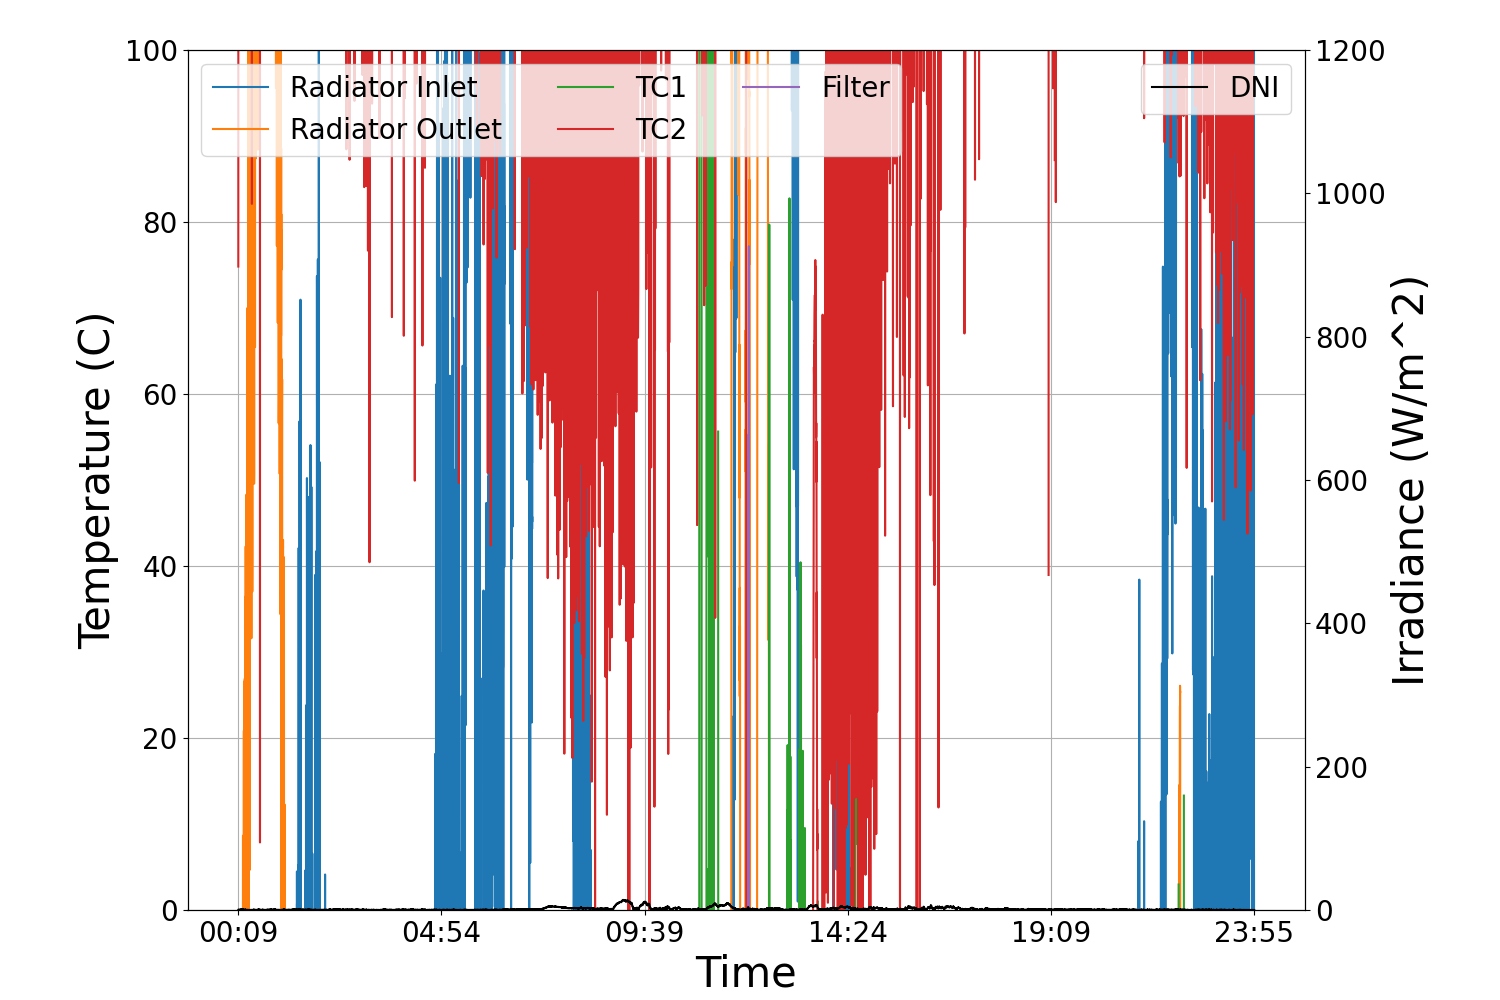 100
80
60
40
20
0
Temperature (C)
Radiator Inlet
Radiator Outlet
TC1
TC2
Filter
DNI
1200
1000
800
600
400
200
0
Irradiance (W/m^2)
00:09
04:54
09:39
14:24
19:09
23:55
Time